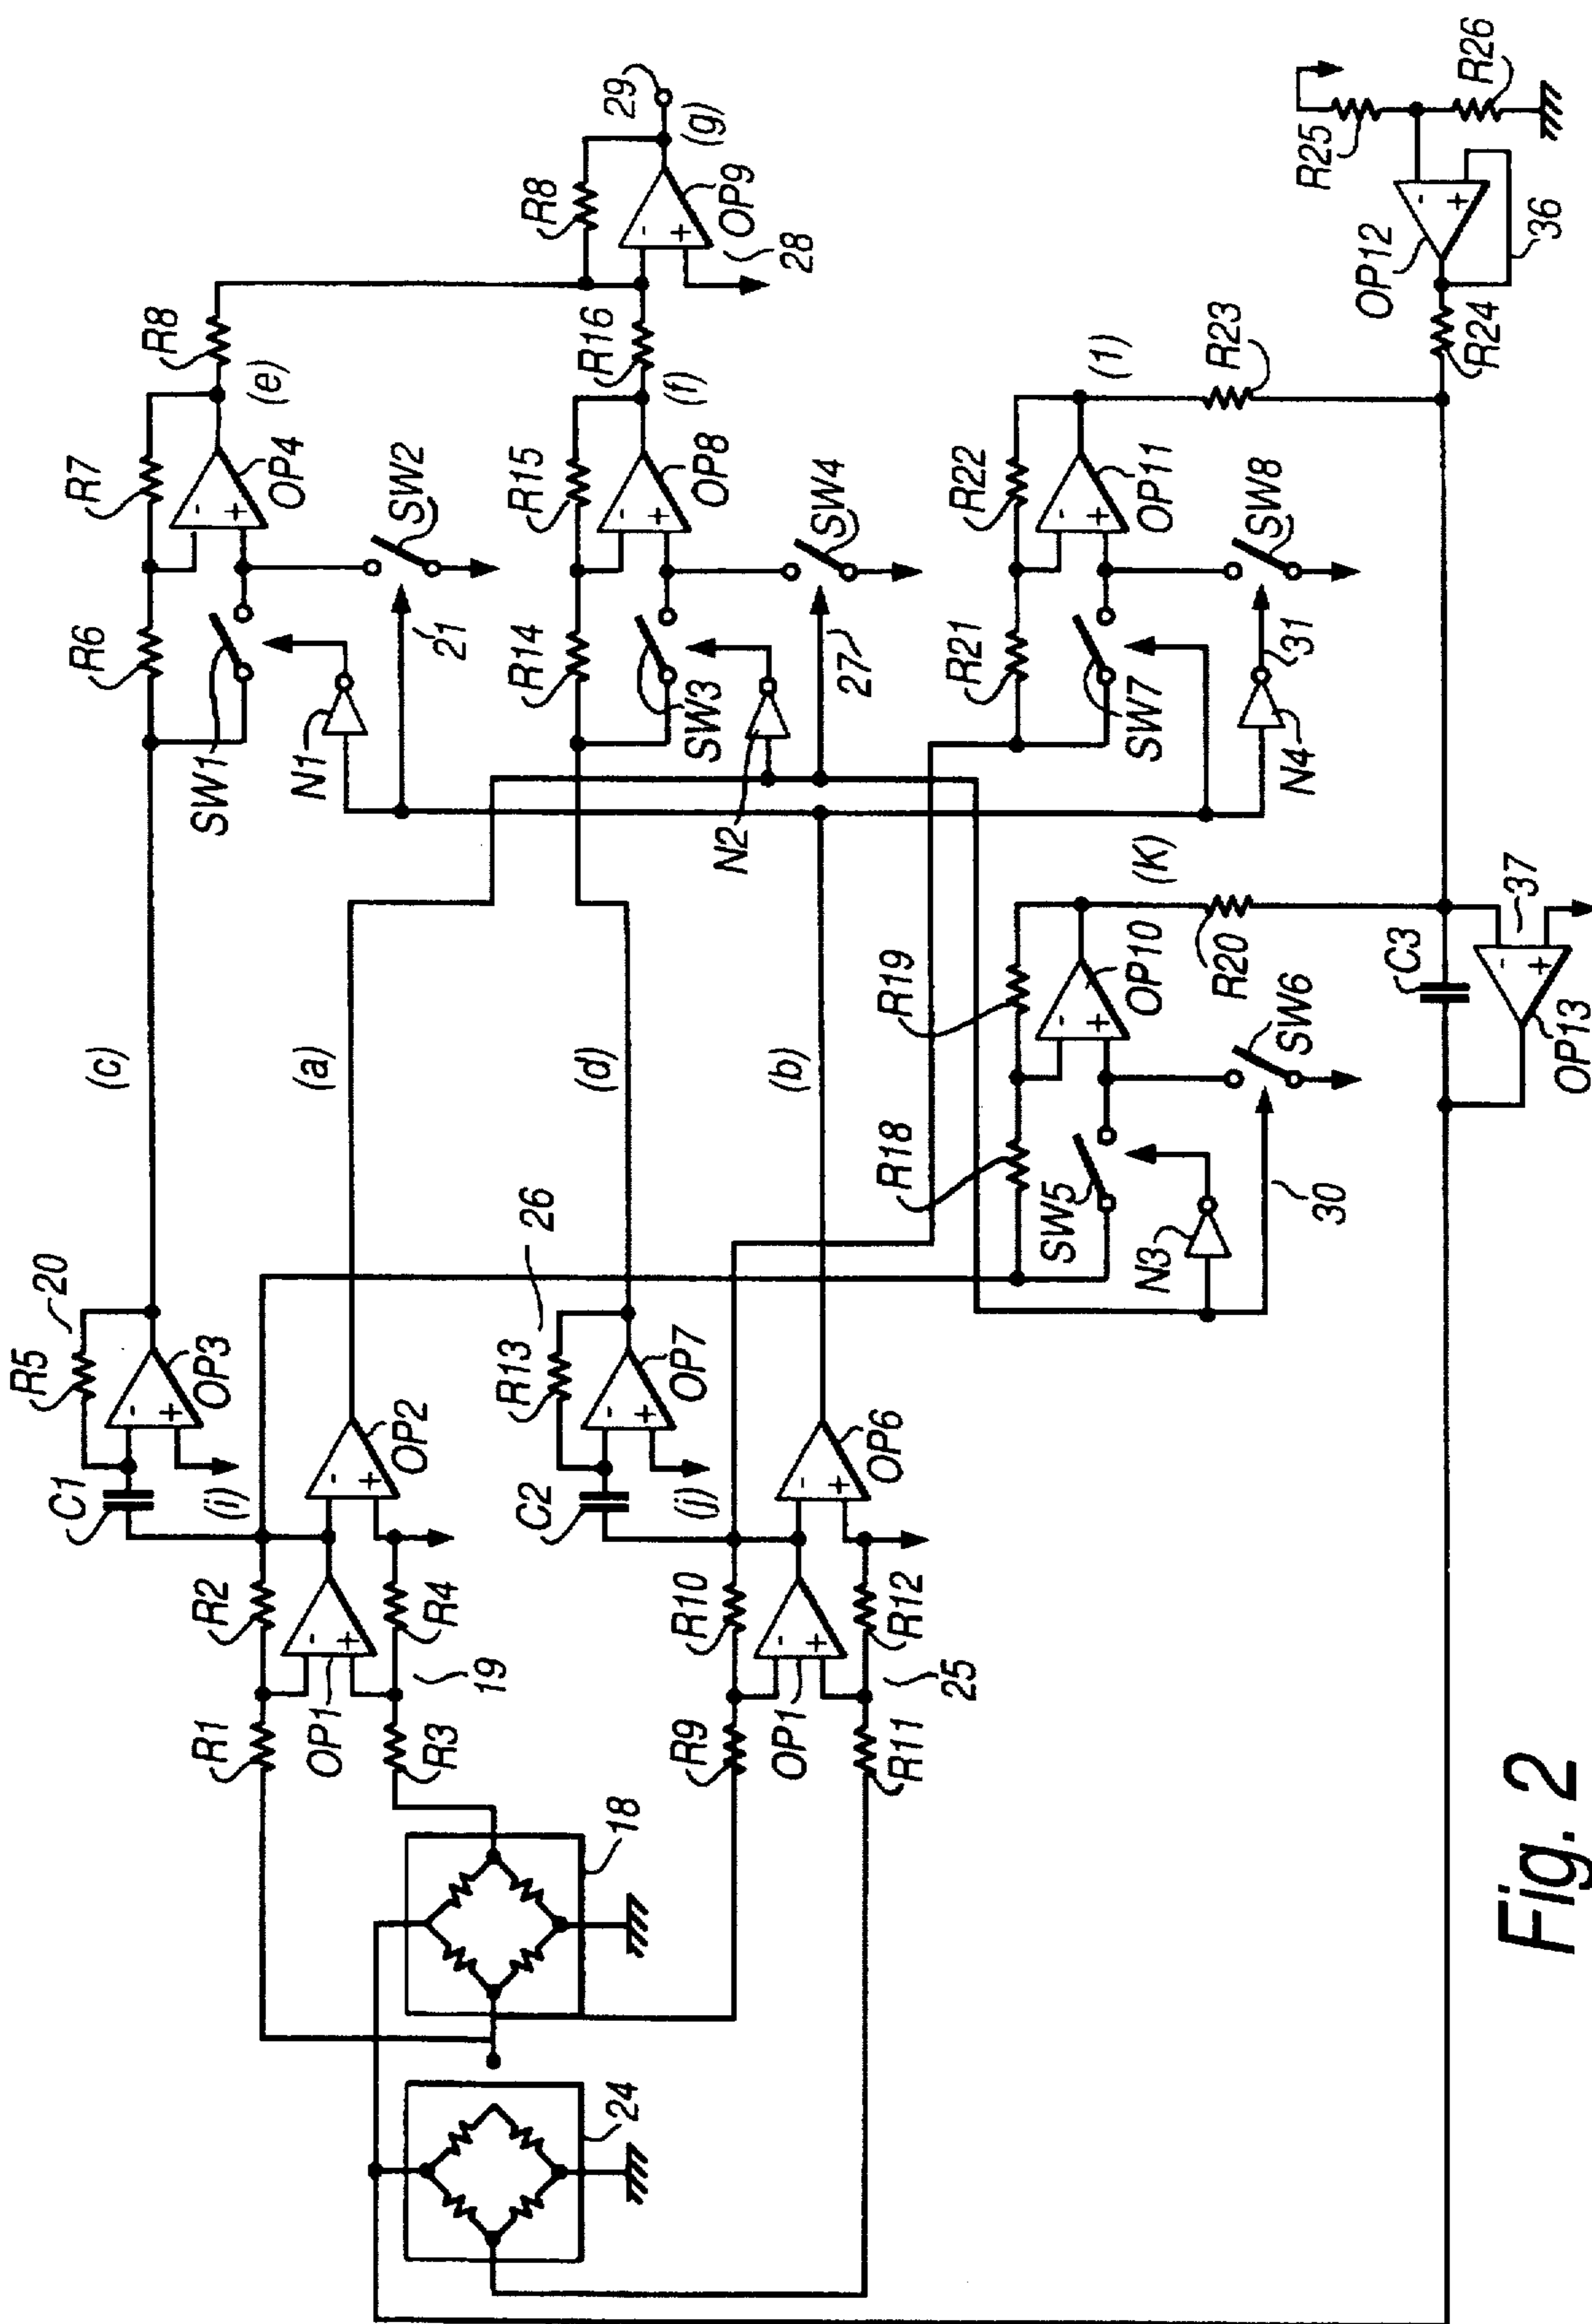 R5
20
C1
OP3
(i)
(c)
R7
R6
OP4
R8
(e)
SW1
SW2
N1
21
R1
R2
OP1
OP2
R3
R4
19
(a)
R8
29
(g)
OP9
28
R13
26
C2
OP7
(j)
(d)
R15
R14
OP8
R16
(f)
SW3
SW4
N2
27
18
24
R9
R10
OP1
OP6
R11
R12
25
(b)
R19
R18
OP10
(K)
SW5
SW6
N3
30
R20
R22
R21
OP11
(1)
SW7
SW8
N4
31
R23
R25
R26
OP12
36
R24
C3
37
OP13
Fig. 2